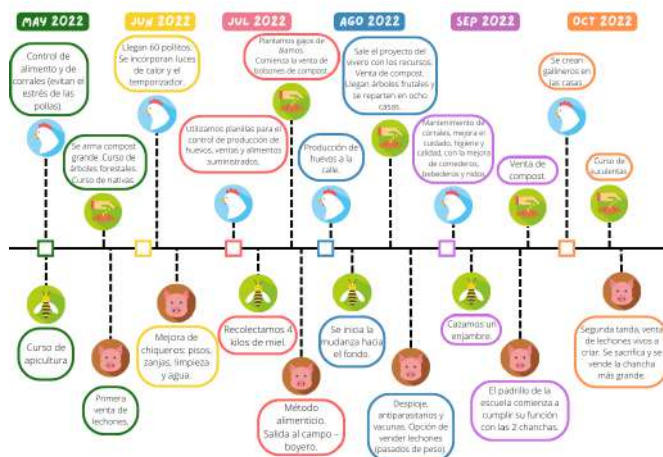 MAY 2022
JUN 2022
JUL 2022
AGO 2022
SEP 2022
OCT 2022
Control de
alimento y de
corrales (evitan el
estrés de las
pollas)
Se arma compost
grande. Curso de
árboles forestales.
Curso de nativas.
Llegan 60 pollitos.
Se incorporan luces
de calor y el
temporizador.
Utilizamos planillas para el
control de producción de
huevos, ventas y alimentos
suministrados.
Plantamos gajos de
álamos.
Comienza la venta de
bolsones de compost.
Producción de
huevos a la
calle.
Sale el proyecto del
vivero con los recursos.
Venta de compost.
Llegan árboles frutales y
se reparten en ocho
casas.
Mantenimiento de
corrales, mejora el
cuidado, higiene y
calidad, con la mejora
de comederos,
bebederos y nidos.
Venta de
compost.
Se crean
gallineros en
las casas.
Curso de
suculentas.
Curso de
apicultura
Primera
venta de
lechones.
Mejora de
chiqueros: pisos,
zanjas, limpieza
y agua.
Recolectamos 4
kilos de miel.
Método
alimenticio.
Salida al campo –
boyero.
Se inicia la
mudanza hacia
el fondo.
Despioje,
antiparasitarios y
vacunas. Opción de
vender lechones
(pasados de peso)
Cazamos un
enjambre.
El padrillo de la
escuela comienza a
cumplir su función
con las 2 chanchas.
Segunda tanda, venta
de lechones vivos a
criar. Se sacrifica y se
vende la chancha
más grande.